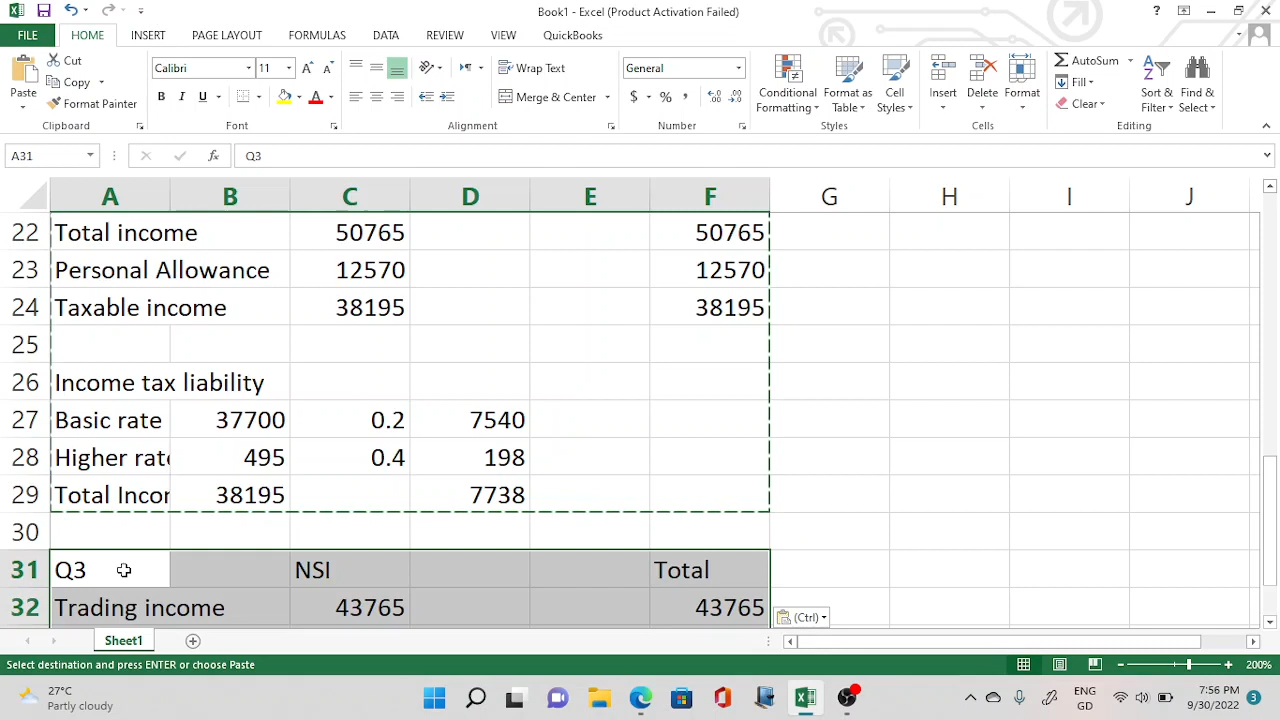 Book1 - Excel (Product Activation Failed)
?
FILE HOME INSERT PAGE LAYOUT FORMULAS DATA REVIEW VIEW QuickBooks
Paste
Cut
Copy
Format Painter
Calibri 11
B I U
Wrap Text
Merge & Center
General
$ % ,
Conditional Formatting
Format as Table
Cell Styles
Insert
Delete
Format
AutoSum
Fill
Clear
Sort & Filter
Find & Select
Clipboard Font Alignment Number Styles Cells Editing
A31 fx Q3
A B C D E F G H I J
22 Total income 50765 50765
23 Personal Allowance 12570 12570
24 Taxable income 38195 38195
25
26 Income tax liability
27 Basic rate 37700 0.2 7540
28 Higher rate 495 0.4 198
29 Total Incor 38195 7738
30
31 Q3 NSI Total
32 Trading income 43765 43765
(Ctrl)
Sheet1
Select destination and press ENTER or choose Paste 200%
27°C
Partly cloudy
ENG
GD
7:56 PM
9/30/2022
3